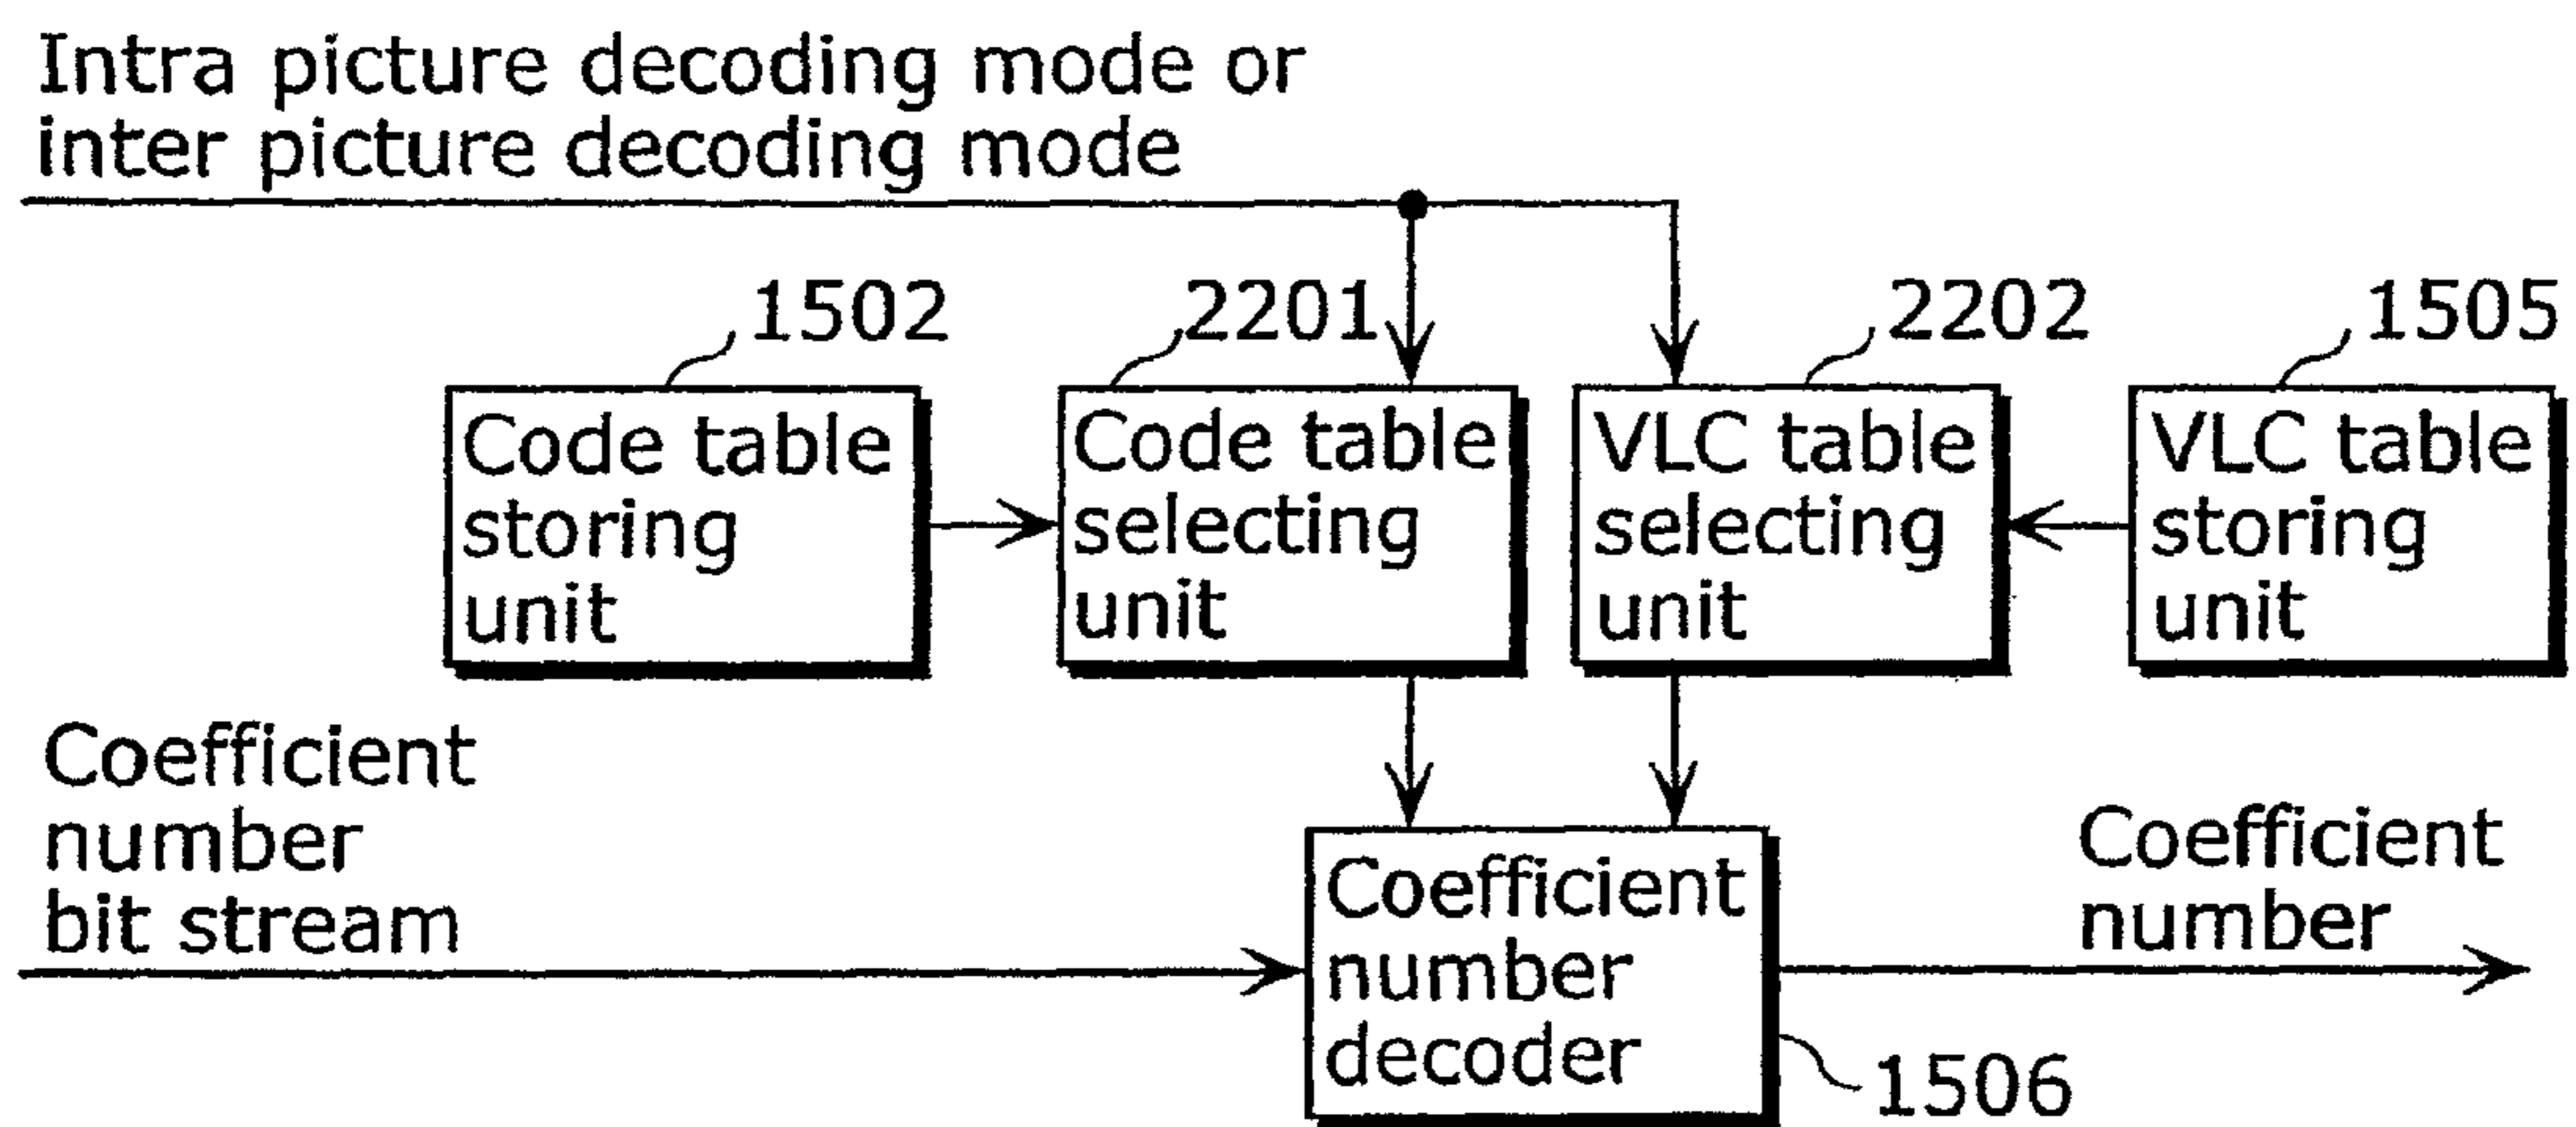 Intra picture decoding mode or
inter picture decoding mode
1502
2201
2202
1505
Code table
storing
unit
Code table
selecting
unit
VLC table
selecting
unit
VLC table
storing
unit
Coefficient
number
bit stream
Coefficient
number
decoder
Coefficient
number
1506